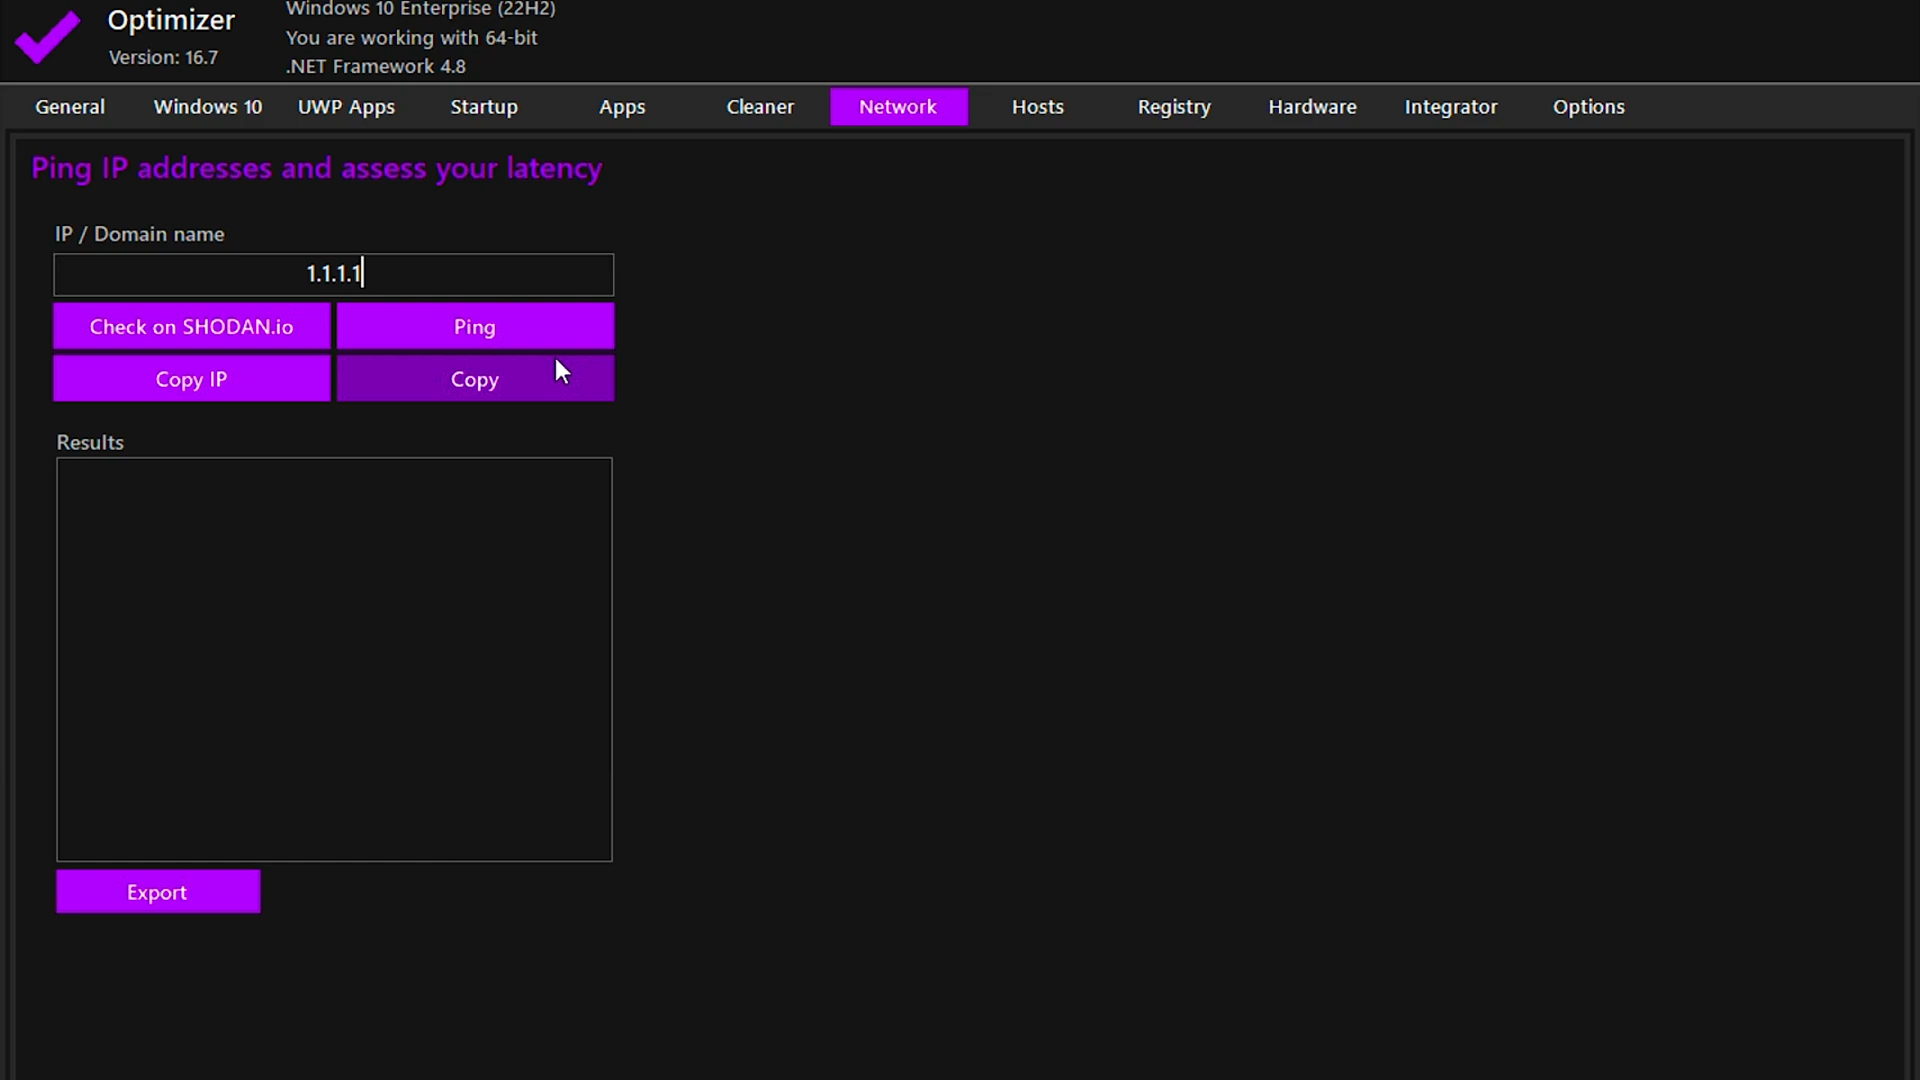 Optimizer
Version: 16.7
Windows 10 Enterprise (22H2)
You are working with 64-bit
.NET Framework 4.8
General Windows 10 UWP Apps Startup Apps Cleaner Network Hosts Registry Hardware Integrator Options
Ping IP addresses and assess your latency
IP / Domain name
1.1.1.1
Check on SHODAN.io Ping
Copy IP Copy
Results
Export